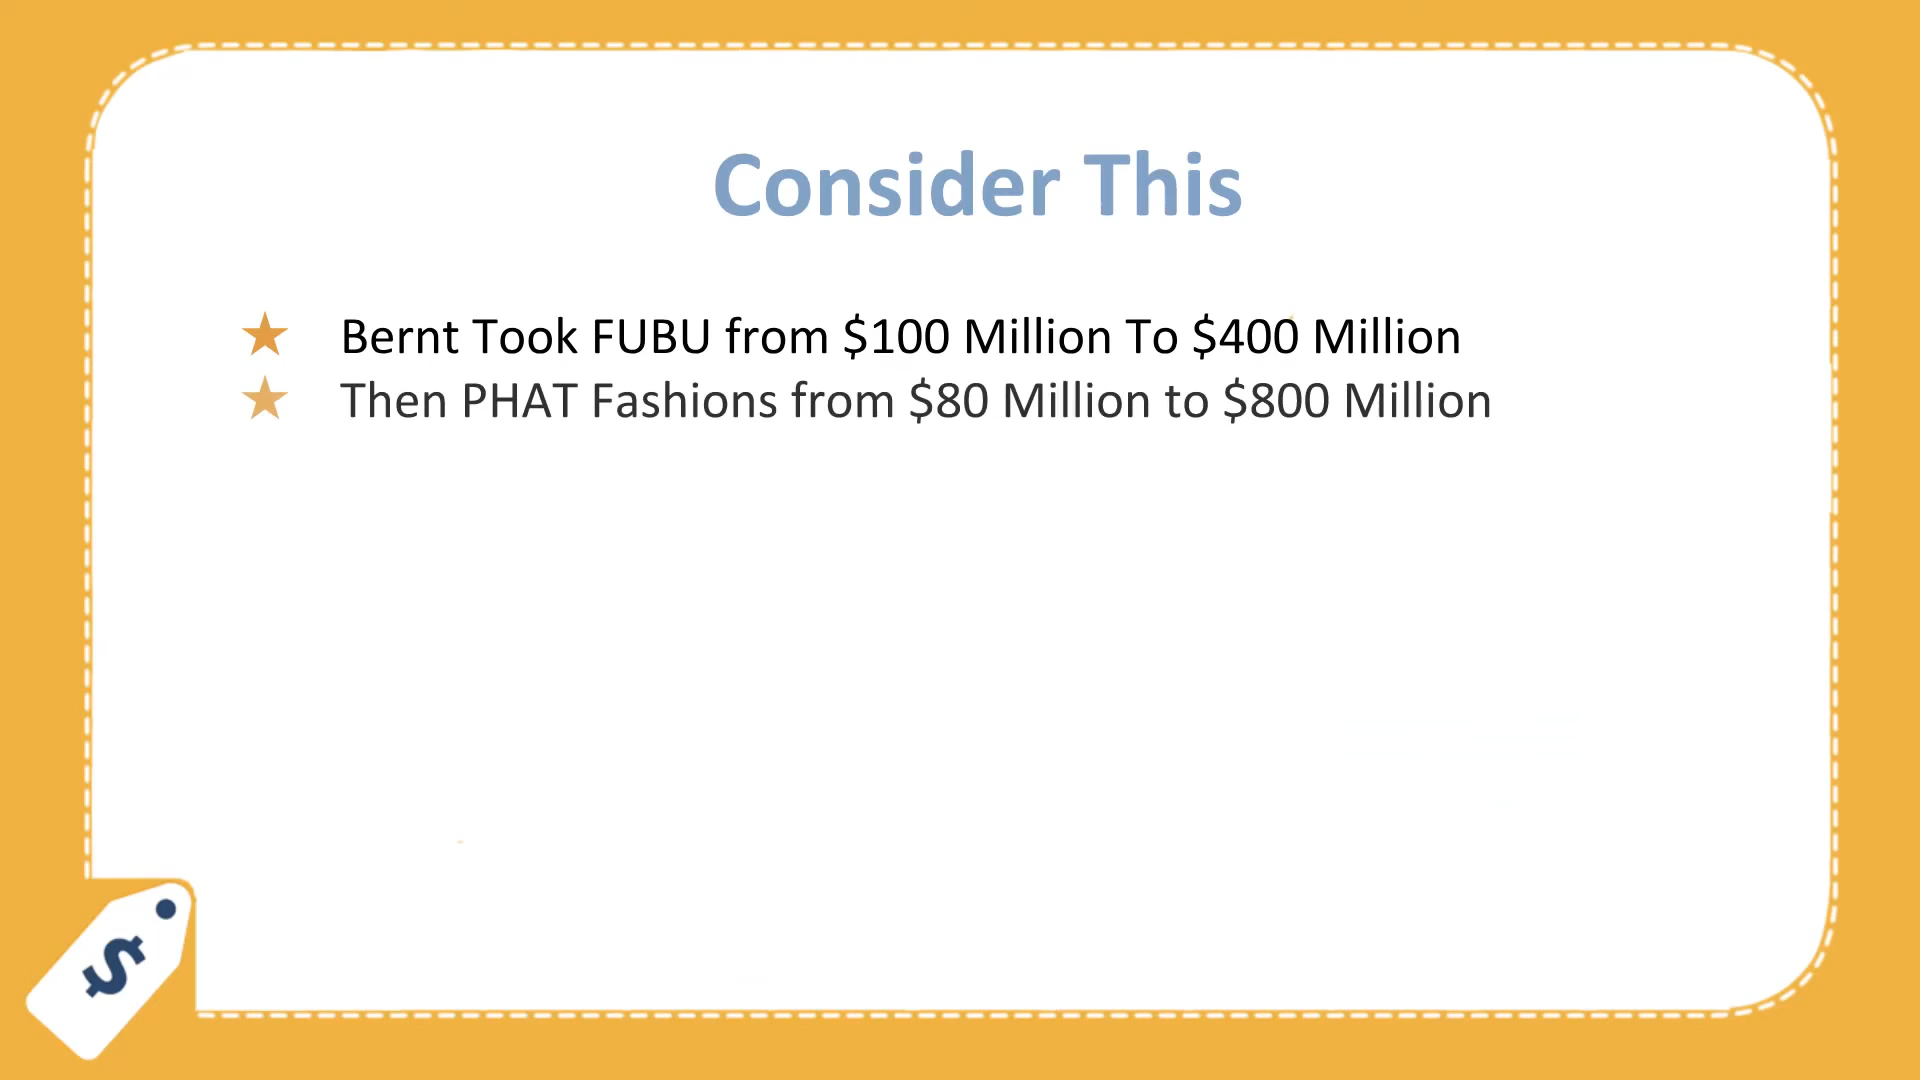 Consider This
★ Bernt Took FUBU from $100 Million To $400 Million
★ Then PHAT Fashions from $80 Million to $800 Million
$